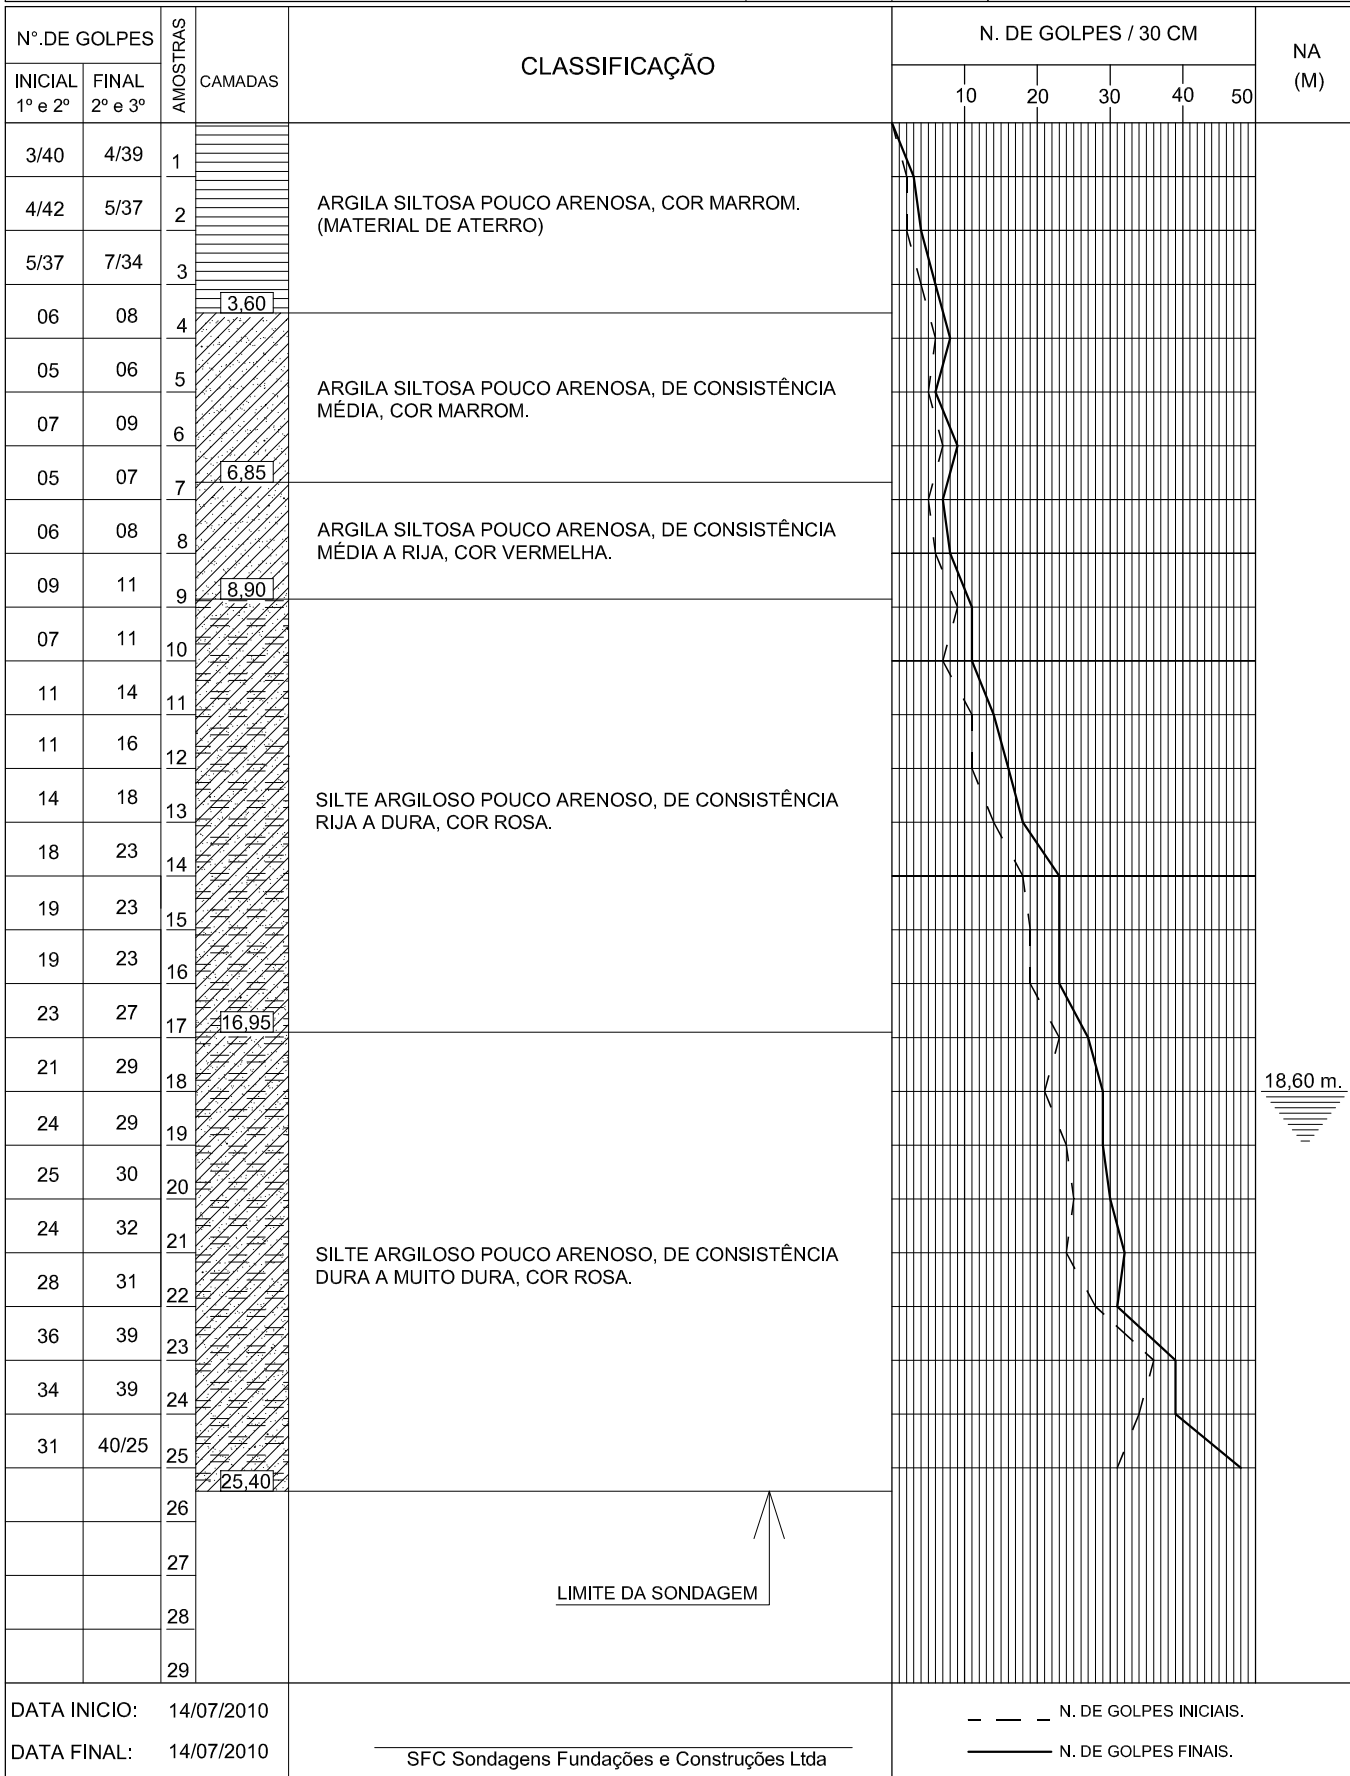 N°.DE GOLPES
INICIAL
1º e 2º
FINAL
2º e 3º
AMOSTRAS
CAMADAS
CLASSIFICAÇÃO
N. DE GOLPES / 30 CM
10 20 30 40 50
NA
(M)
3/40 4/39 1
4/42 5/37 2
5/37 7/34 3
ARGILA SILTOSA POUCO ARENOSA, COR MARROM.
(MATERIAL DE ATERRO)
3,60
06 08 4
05 06 5
07 09 6
ARGILA SILTOSA POUCO ARENOSA, DE CONSISTÊNCIA
MÉDIA, COR MARROM.
6,85
05 07 7
06 08 8
ARGILA SILTOSA POUCO ARENOSA, DE CONSISTÊNCIA
MÉDIA A RIJA, COR VERMELHA.
8,90
09 11 9
07 11 10
11 14 11
11 16 12
14 18 13
SILTE ARGILOSO POUCO ARENOSO, DE CONSISTÊNCIA
RIJA A DURA, COR ROSA.
18 23 14
19 23 15
19 23 16
23 27 17
16,95
21 29 18
18,60 m.
24 29 19
25 30 20
24 32 21
SILTE ARGILOSO POUCO ARENOSO, DE CONSISTÊNCIA
DURA A MUITO DURA, COR ROSA.
28 31 22
36 39 23
34 39 24
31 40/25 25
25,40
26
27
LIMITE DA SONDAGEM
28
29
DATA INICIO: 14/07/2010
DATA FINAL: 14/07/2010
SFC Sondagens Fundações e Construções Ltda
N. DE GOLPES INICIAIS.
N. DE GOLPES FINAIS.